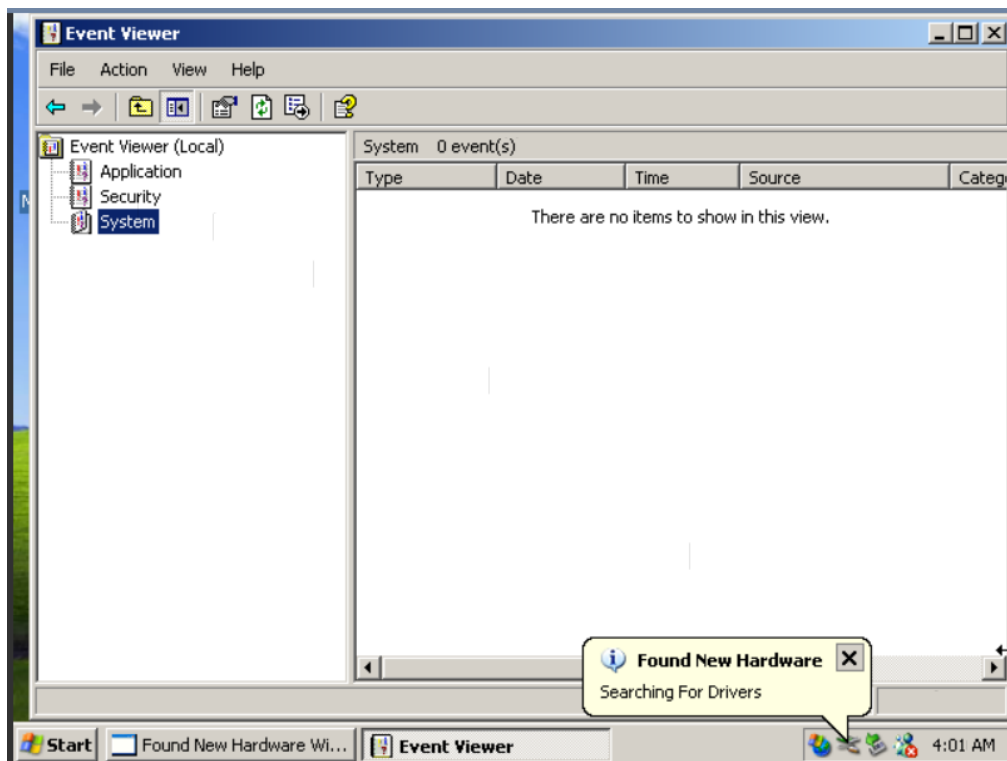 Event Viewer
File Action View Help
Event Viewer (Local)
Application
Security
System
System 0 event(s)
Type Date Time Source Catego
There are no items to show in this view.
Found New Hardware
Searching For Drivers
Start Found New Hardware Wi... Event Viewer 4:01 AM